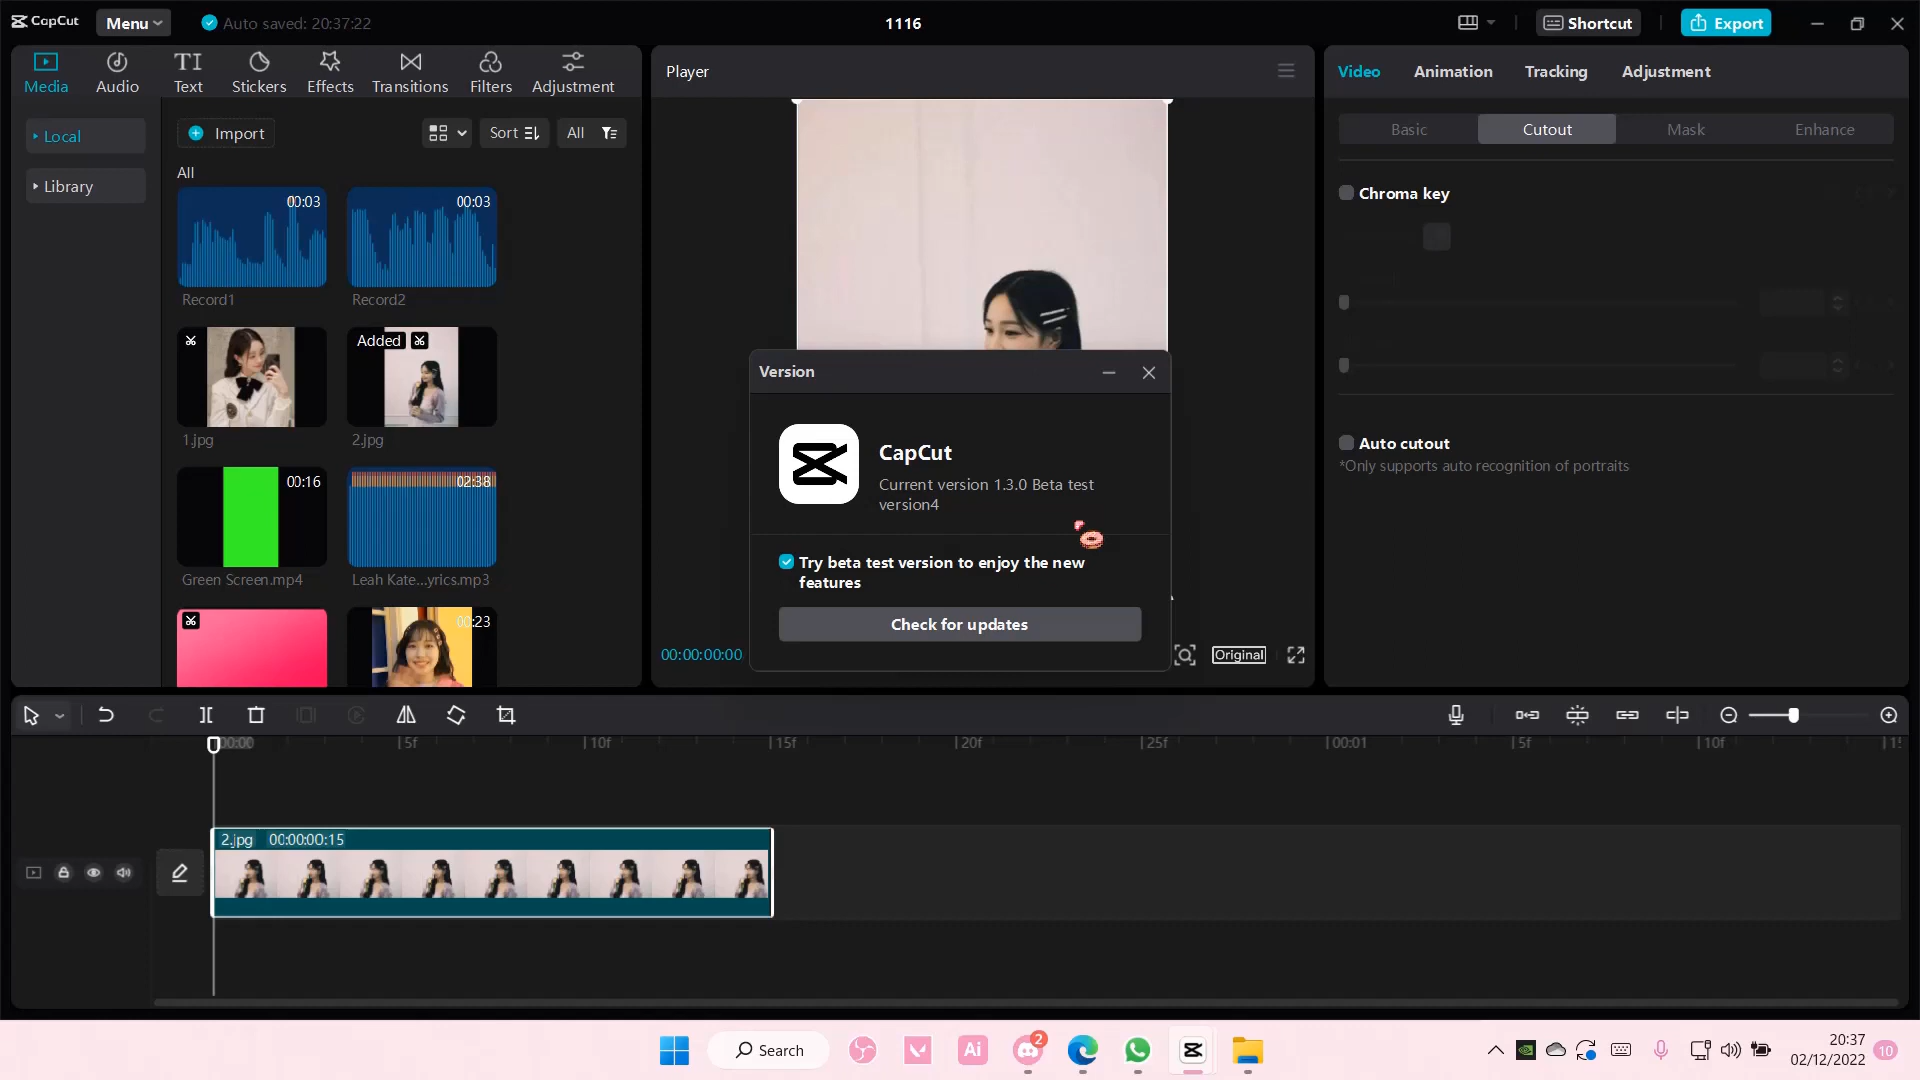 CapCut
Menu
Auto saved: 20:37:22
1116
Shortcut
Export
Media
Audio
Text
Stickers
Effects
Transitions
Filters
Adjustment
Local
Library
Import
Sort
All
All
00:03
00:03
Record1
Record2
Added
1.jpg
2.jpg
00:16
02:38
Green Screen.mp4
Leah Kate...yrics.mp3
00:23
Player
Version
CapCut
Current version 1.3.0 Beta test
version4
Try beta test version to enjoy the new
features
Check for updates
00:00:00:00
Original
Video
Animation
Tracking
Adjustment
Basic
Cutout
Mask
Enhance
Chroma key
Auto cutout
*Only supports auto recognition of portraits
00:00
5f
10f
15f
20f
25f
00:01
5f
10f
2.jpg 00:00:00:15
Search
Ai
2
20:37
02/12/2022
10